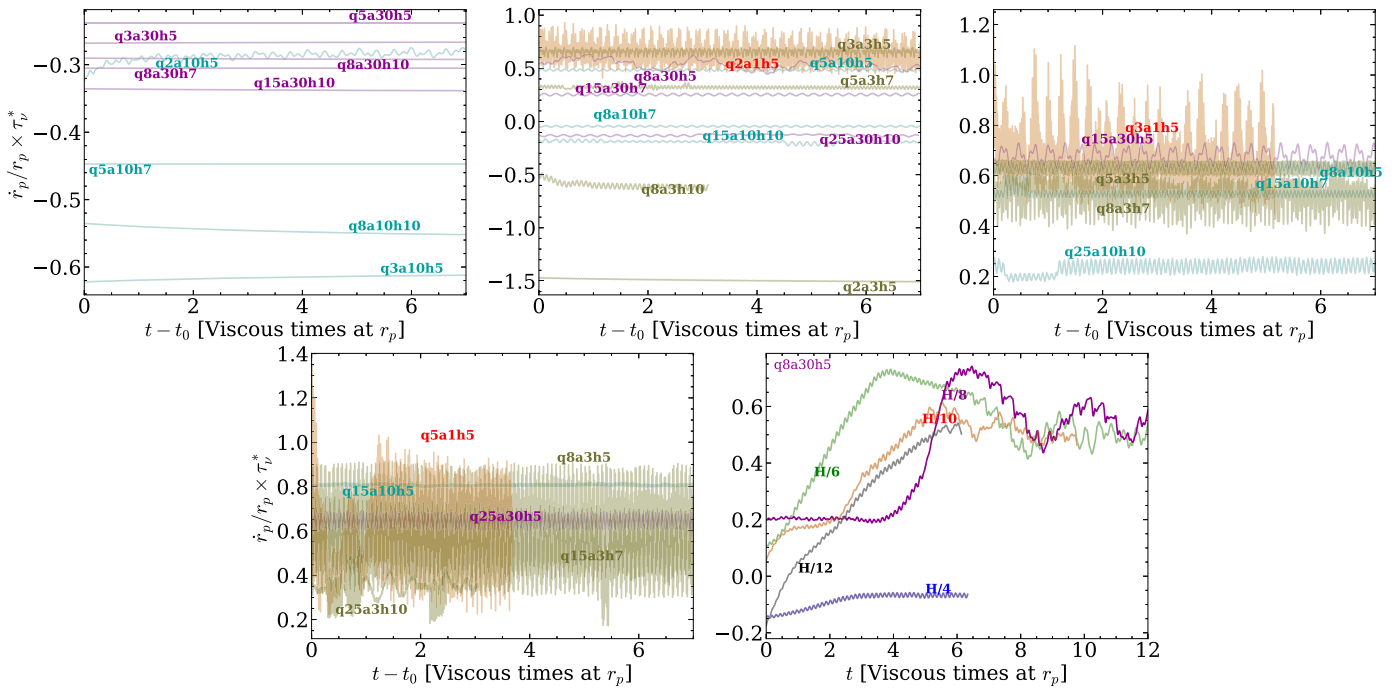 q5a30h5
q3a30h5
q2a10h5
q8a30h10
q8a30h7
q15a30h10
q5a10h7
q8a10h10
q3a10h5
−0.3
−0.4
−0.5
−0.6
0 2 4 6
t − t₀ [Viscous times at rₚ]
ṙₚ/rₚ × τ*ᵥ
q3a3h5
q2a1h5
q5a10h5
q8a30h5
q5a3h7
q15a30h7
q8a10h7
q15a10h10
q25a30h10
q8a3h10
q2a3h5
1.0
0.5
0.0
−0.5
−1.0
−1.5
0 2 4 6
t − t₀ [Viscous times at rₚ]
q3a1h5
q15a30h5
q5a3h5
q8a10h5
q15a10h7
q8a3h7
q25a10h10
1.2
1.0
0.8
0.6
0.4
0.2
0 2 4 6
t − t₀ [Viscous times at rₚ]
q5a1h5
q8a3h5
q15a10h5
q25a30h5
q15a3h7
q25a3h10
1.4
1.2
1.0
0.8
0.6
0.4
0.2
0 2 4 6
t − t₀ [Viscous times at rₚ]
ṙₚ/rₚ × τ*ᵥ
q8a30h5
H/8
H/10
H/6
H/12
H/4
0.6
0.4
0.2
0.0
−0.2
0 2 4 6 8 10 12
t [Viscous times at rₚ]